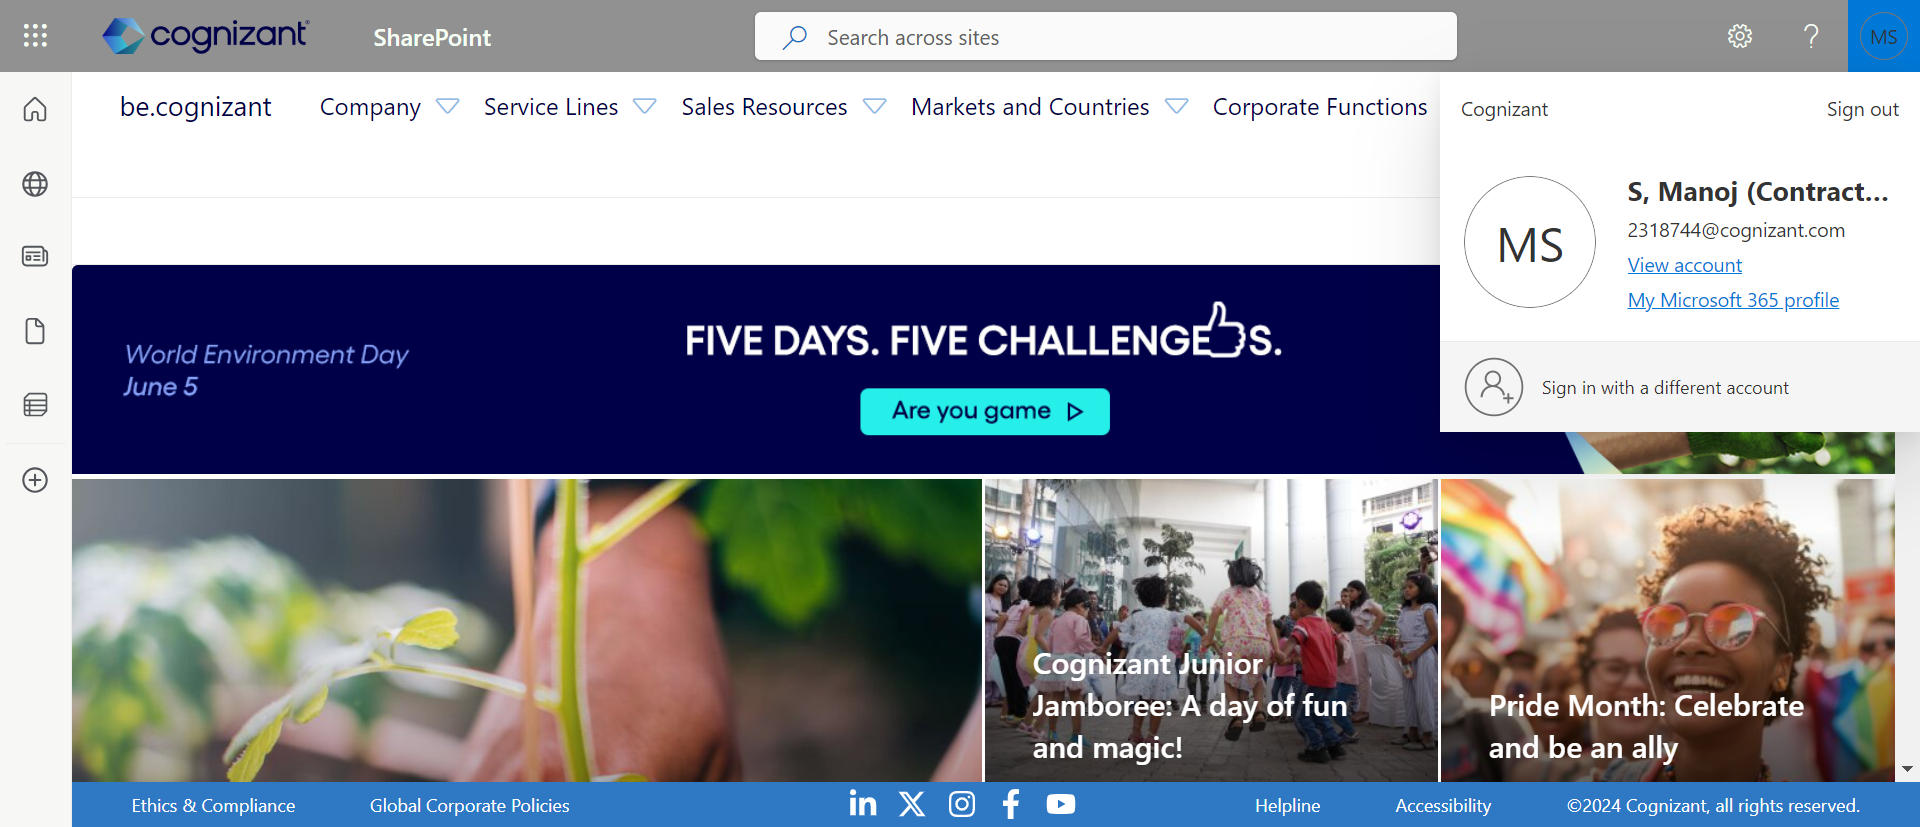 cognizant
SharePoint
Search across sites
MS
be.cognizant
Company
Service Lines
Sales Resources
Markets and Countries
Corporate Functions
Cognizant
Sign out
MS
S, Manoj (Contract...
2318744@cognizant.com
View account
My Microsoft 365 profile
Sign in with a different account
World Environment Day
June 5
FIVE DAYS. FIVE CHALLENGES.
Are you game
Cognizant Junior
Jamboree: A day of fun
and magic!
Pride Month: Celebrate
and be an ally
Ethics & Compliance
Global Corporate Policies
Helpline
Accessibility
©2024 Cognizant, all rights reserved.